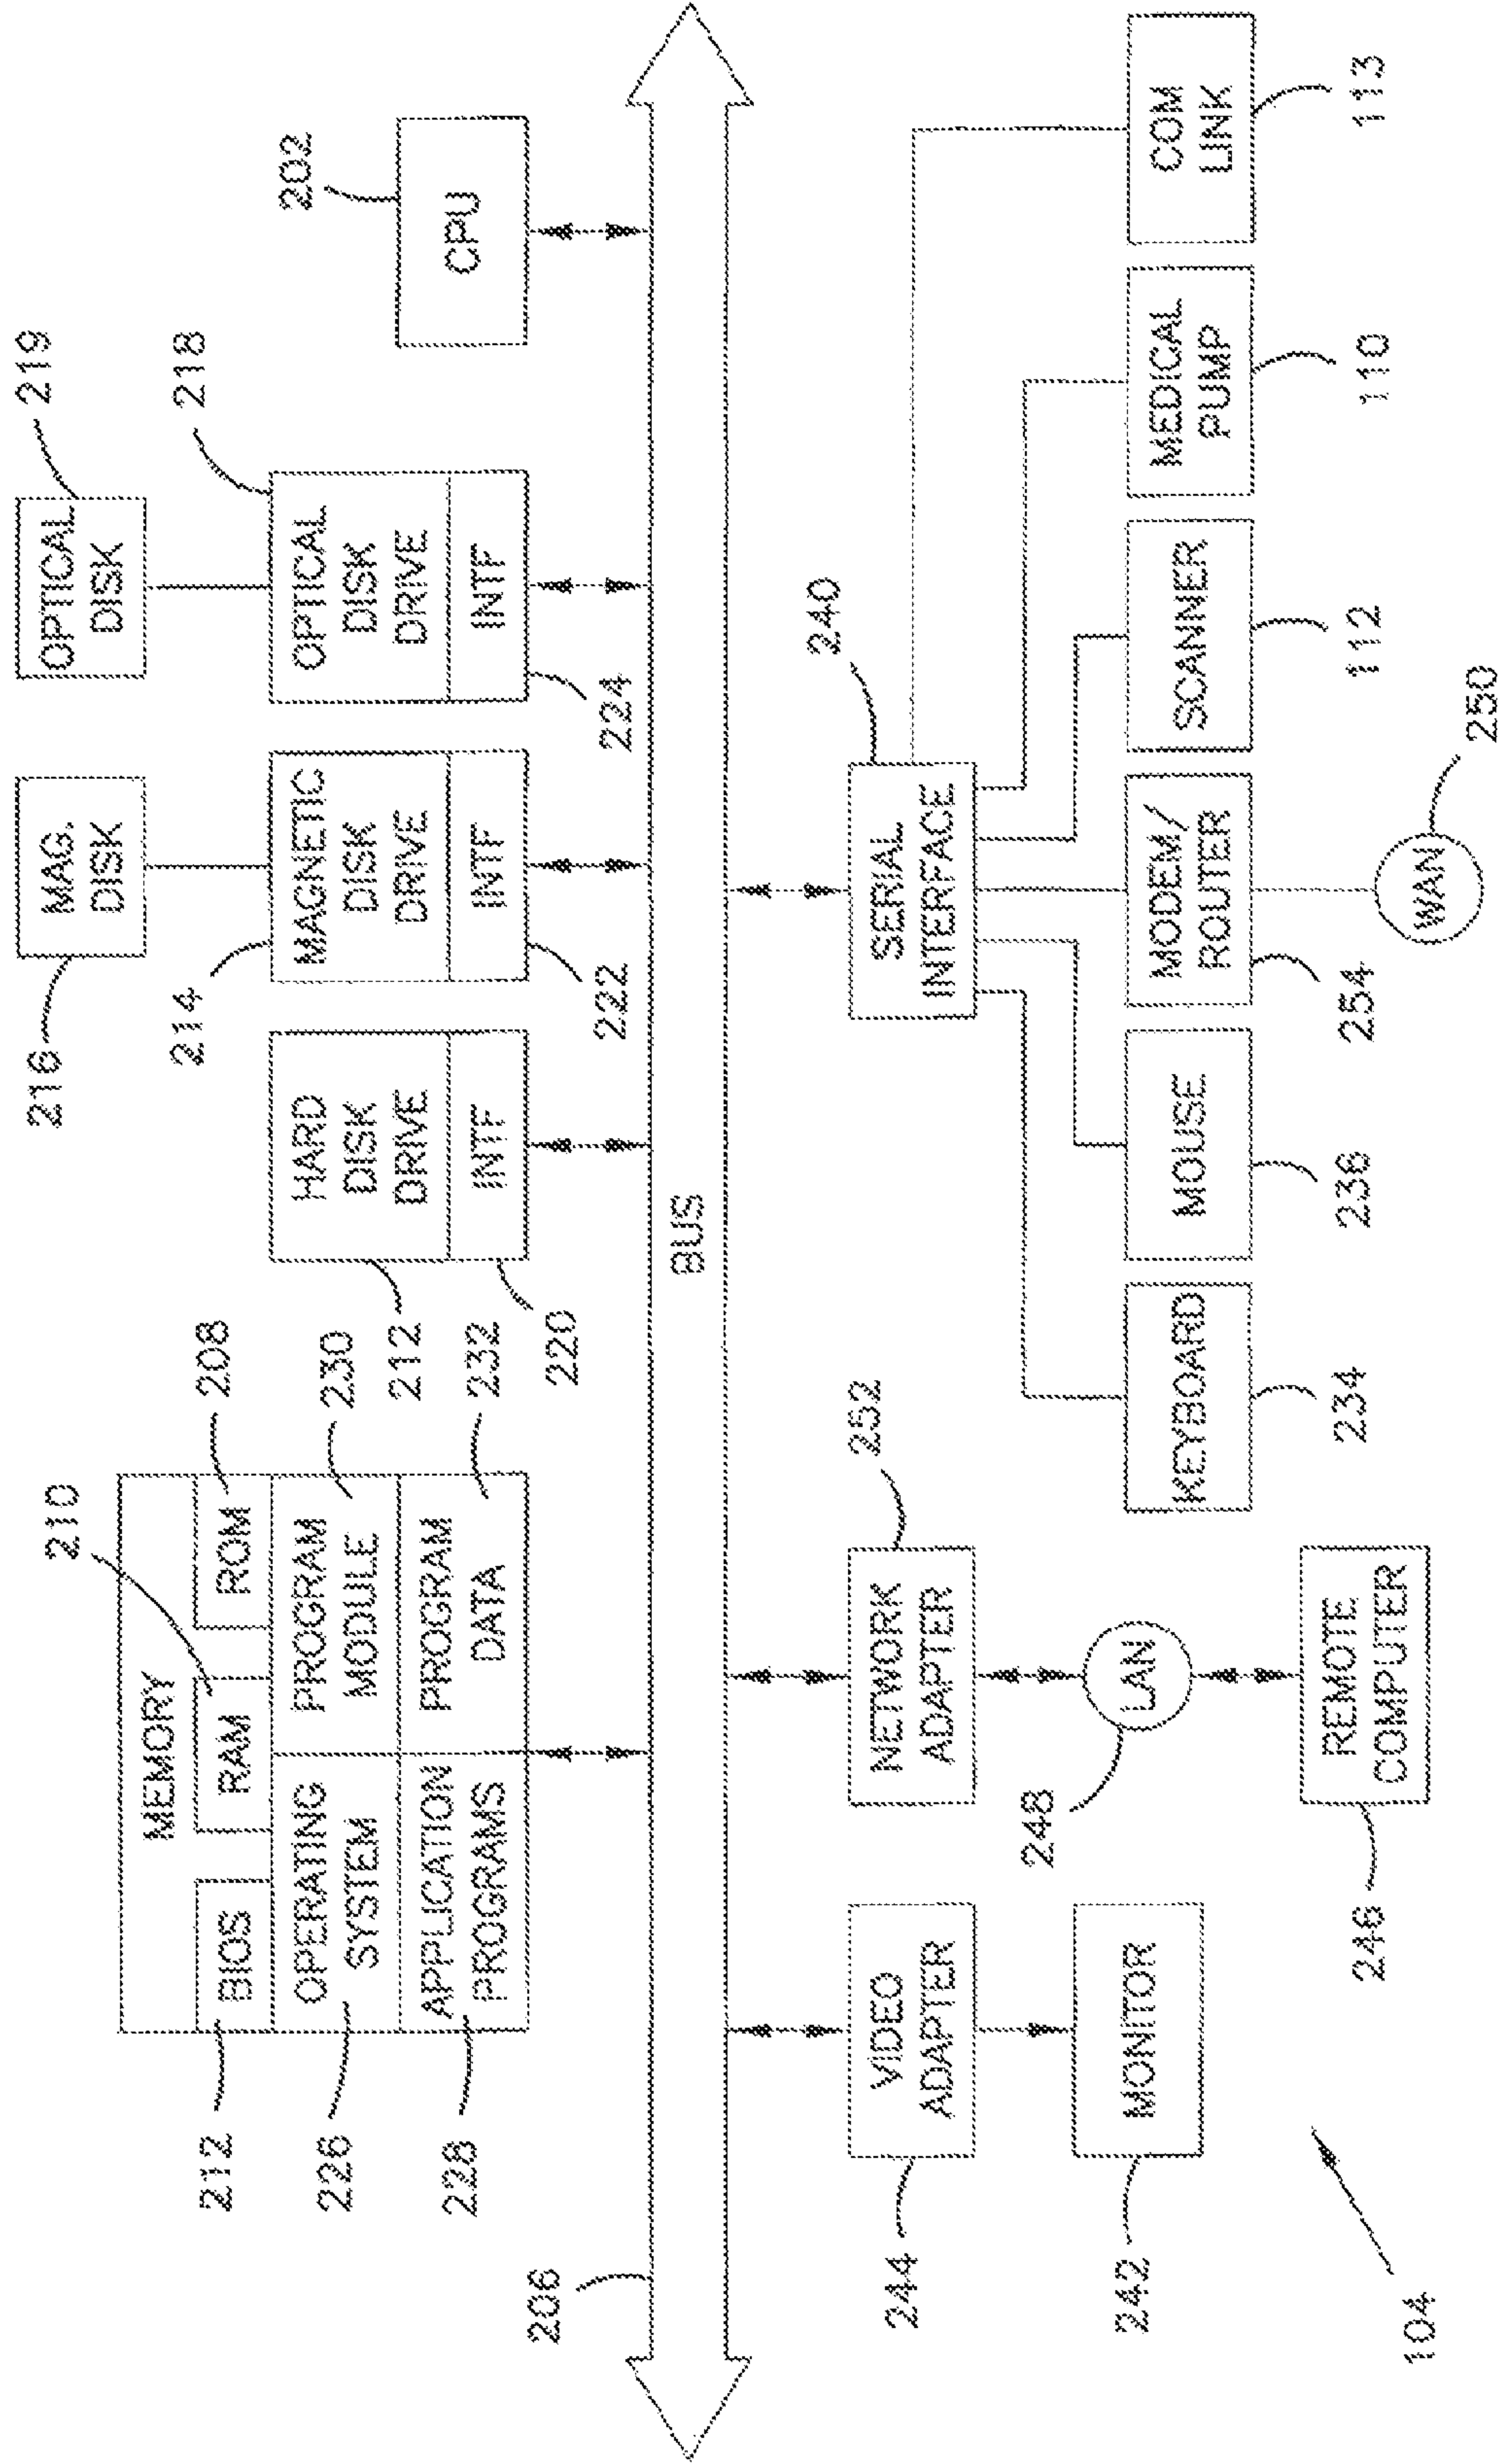 MEMORY
210
BIOS
RAM
ROM
208
212
OPERATING
SYSTEM
226
PROGRAM
MODULE
230
APPLICATION
PROGRAMS
228
PROGRAM
DATA
232
HARD
DISK
DRIVE
INTF
212
220
216
MAG.
DISK
214
MAGNETIC
DISK
DRIVE
INTF
222
OPTICAL
DISK
219
218
OPTICAL
DISK
DRIVE
INTF
224
202
CPU
206
BUS
VIDEO
ADAPTER
244
MONITOR
242
NETWORK
ADAPTER
252
LAN
248
REMOTE
COMPUTER
246
SERIAL
INTERFACE
240
KEYBOARD
234
MOUSE
236
MODEM/
ROUTER
254
WAN
250
SCANNER
112
MEDICAL
PUMP
110
COM
LINK
113
104